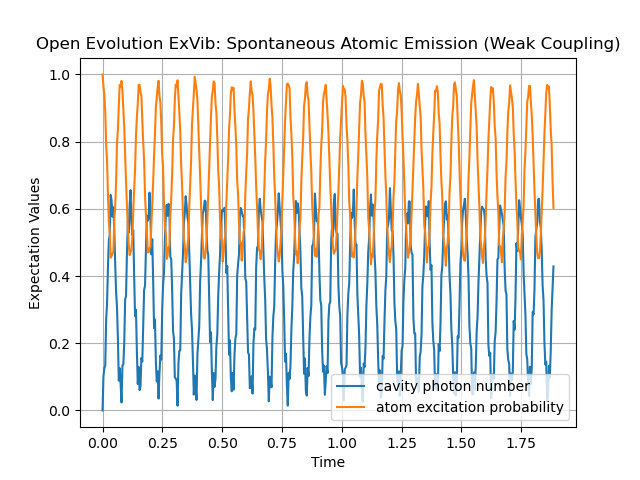 Open Evolution ExVib: Spontaneous Atomic Emission (Weak Coupling)
1.0
0.8
0.6
0.4
0.2
0.0
Expectation Values
cavity photon number
atom excitation probability
0.00 0.25 0.50 0.75 1.00 1.25 1.50 1.75
Time